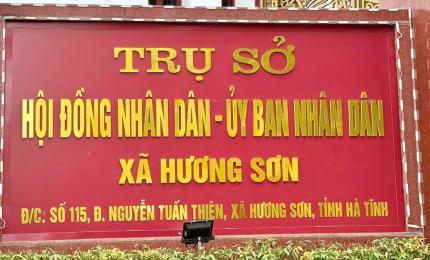 TRỤ SỞ
HỘI ĐỒNG NHÂN DÂN - ỦY BAN NHÂN DÂN
XÃ HƯƠNG SƠN
Đ/C. SỐ 115, Đ. NGUYỄN TUẤN THIỆN, XÃ HƯƠNG SƠN, TỈNH HÀ TĨNH